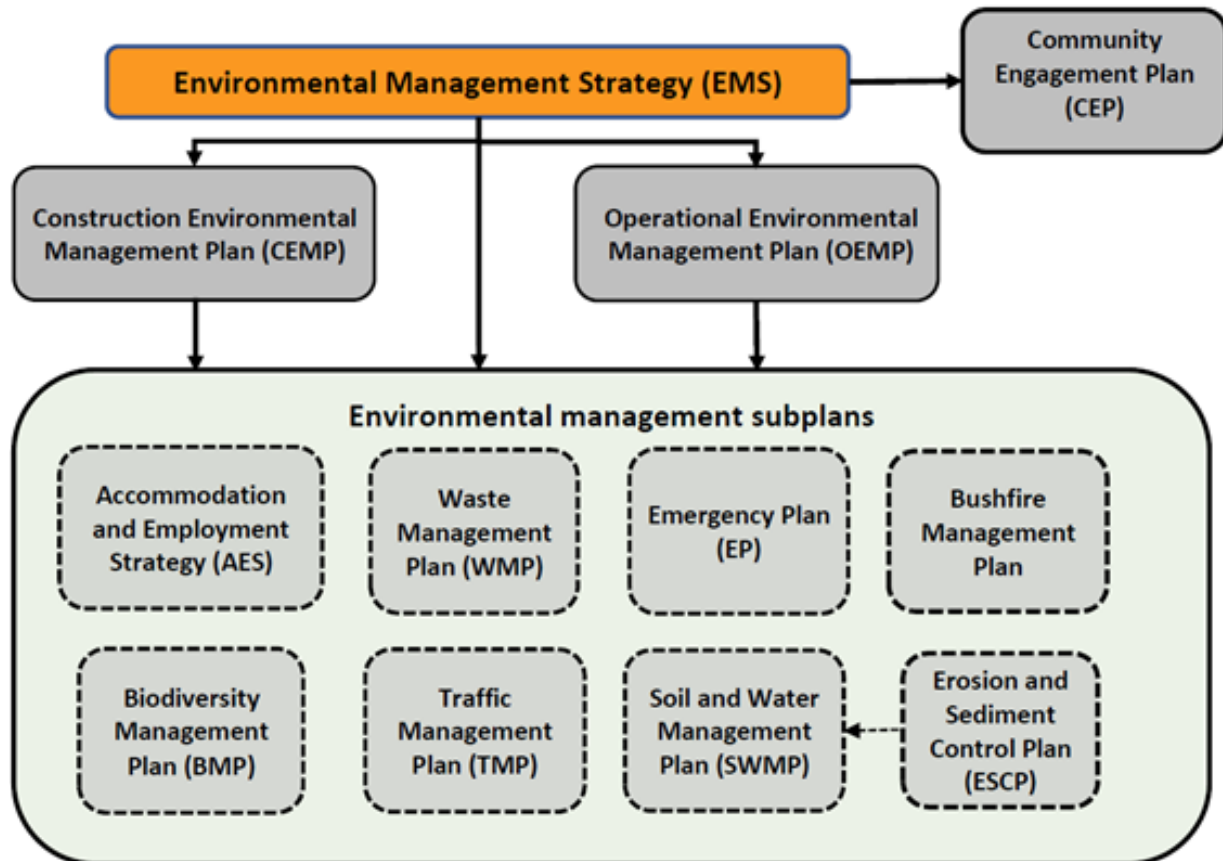 Environmental Management Strategy (EMS)
Community
Engagement Plan
(CEP)
Construction Environmental
Management Plan (CEMP)
Operational Environmental
Management Plan (OEMP)
Environmental management subplans
Accommodation
and Employment
Strategy (AES)
Waste
Management
Plan (WMP)
Emergency Plan
(EP)
Bushfire
Management
Plan
Biodiversity
Management
Plan (BMP)
Traffic
Management
Plan (TMP)
Soil and Water
Management
Plan (SWMP)
Erosion and
Sediment
Control Plan
(ESCP)